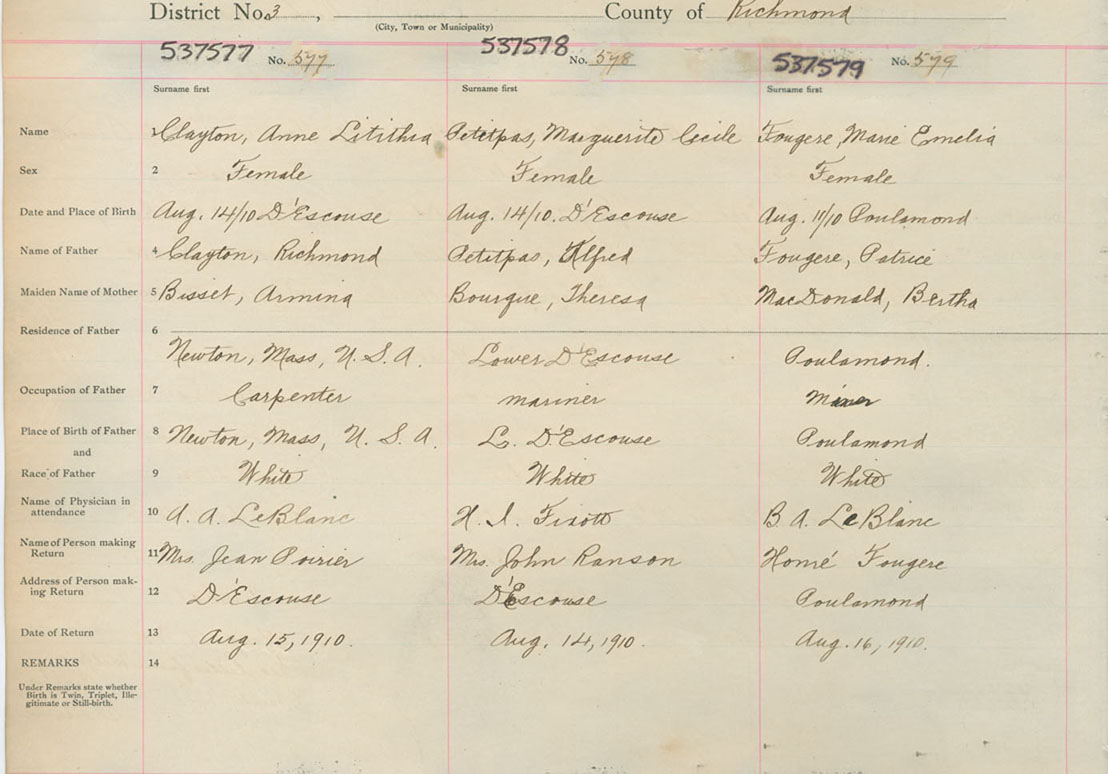 District No. 3, County of Richmond
(City, Town or Municipality)
537577 No. 577 537578 No. 578 537579 No. 579
Surname first Surname first Surname first
Name 1 Clayton, Anne Litithia Petitpas, Marguerite Cecile Fougere, Marie Emelia
Sex 2 Female Female Female
Date and Place of Birth Aug. 14/10 D'Escouse Aug. 14/10. D'Escouse Aug. 11/10 Poulamond
Name of Father 4 Clayton, Richmond Petitpas, Alfred Fougere, Patrice
Maiden Name of Mother 5 Bisset, Armina Bourque, Theresa MacDonald, Bertha
Residence of Father 6
Newton, Mass, U. S. A. Lower D'Escouse Poulamond.
Occupation of Father 7 Carpenter mariner
Place of Birth of Father 8 Newton, Mass, U. S. A. L. D'Escouse Poulamond
and
Race of Father 9 White White White
Name of Physician in
attendance 10 A. A. LeBlanc H. I. Fixott B. A. LeBlanc
Name of Person making
Return 11 Mrs. Jean Poirier Mrs. John Ranson Homé Fougere
Address of Person mak-
ing Return 12 D'Escouse D'Escouse Poulamond
Date of Return 13 Aug. 15, 1910. Aug. 14, 1910. Aug. 16, 1910.
REMARKS 14
Under Remarks state whether
Birth is Twin, Triplet, Ille-
gitimate or Still-birth.